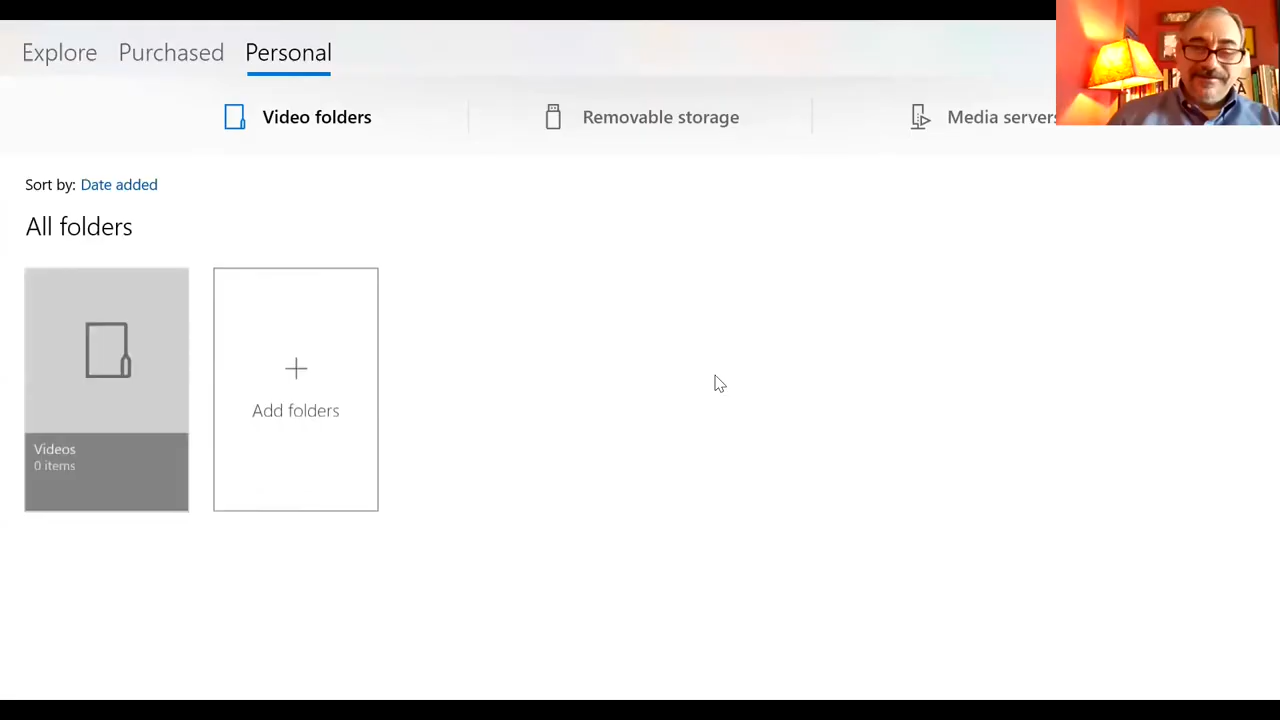 Explore Purchased Personal
Video folders Removable storage Media servers
Sort by: Date added
All folders
Add folders
Videos
0 items